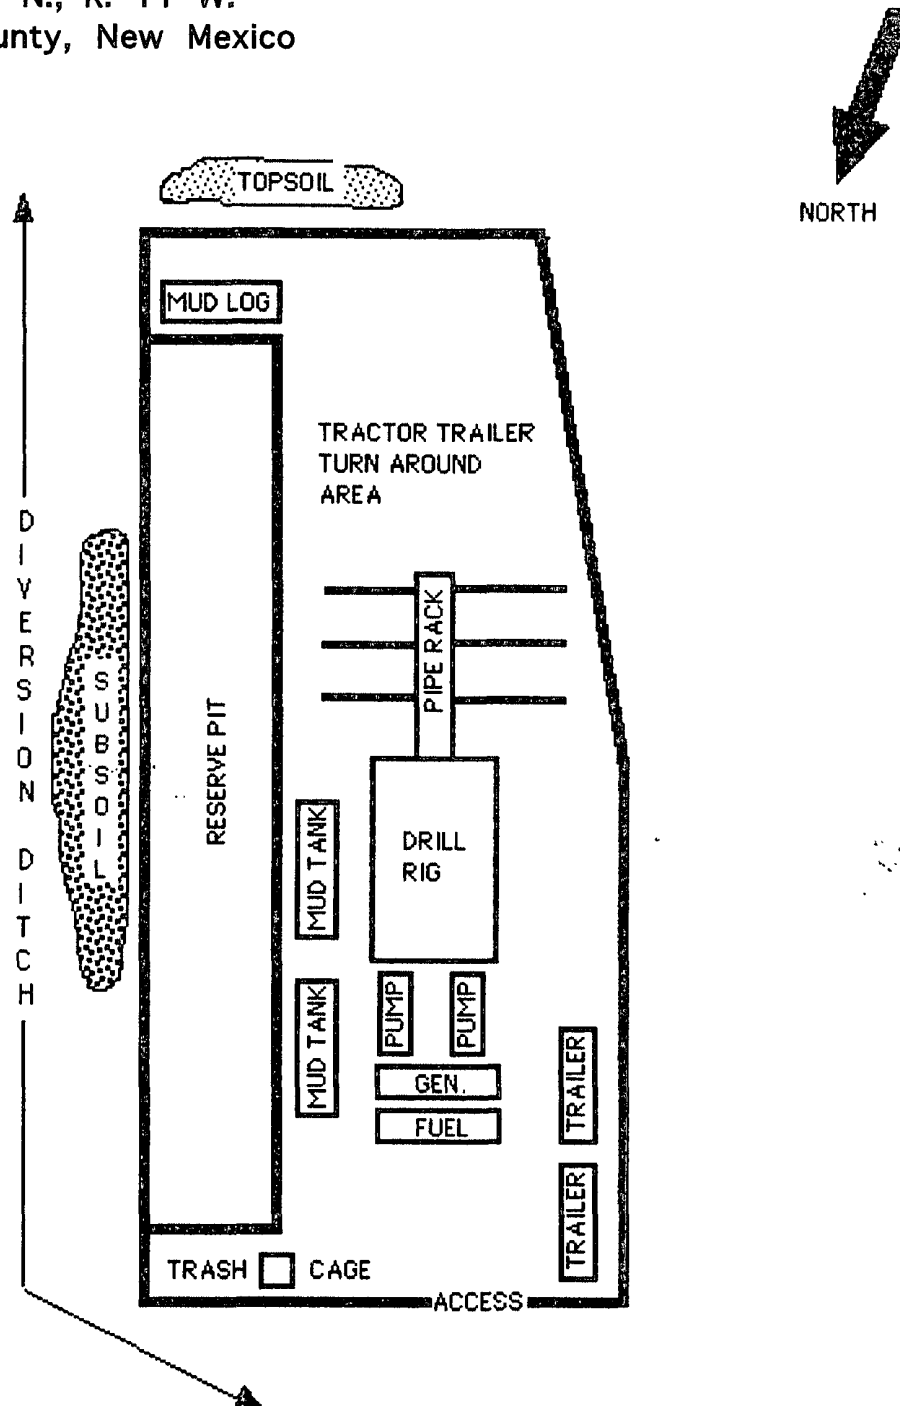 unty, New Mexico
NORTH
TOPSOIL
MUD LOG
TRACTOR TRAILER
TURN AROUND
AREA
DIVERSION DITCH
SUBSOIL
RESERVE PIT
PIPE RACK
DRILL
RIG
MUD TANK
MUD TANK
PUMP
PUMP
GEN.
FUEL
TRAILER
TRAILER
TRASH CAGE
ACCESS